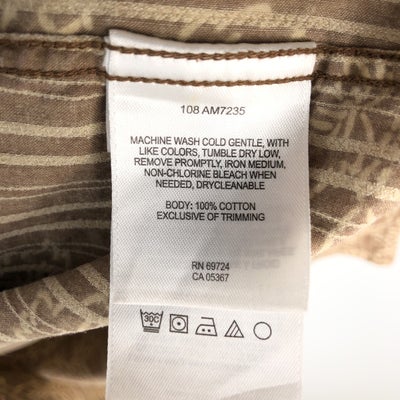 108 AM7235
MACHINE WASH COLD GENTLE, WITH
LIKE COLORS, TUMBLE DRY LOW,
REMOVE PROMPTLY, IRON MEDIUM,
NON-CHLORINE BLEACH WHEN
NEEDED, DRYCLEANABLE
BODY: 100% COTTON
EXCLUSIVE OF TRIMMING
RN 69724
CA 05367
30C